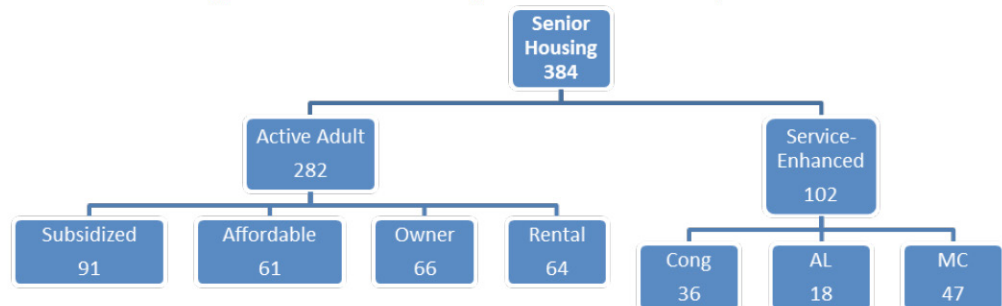 Senior
Housing
384
Active Adult
282
Service-
Enhanced
102
Subsidized
91
Affordable
61
Owner
66
Rental
64
Cong
36
AL
18
MC
47